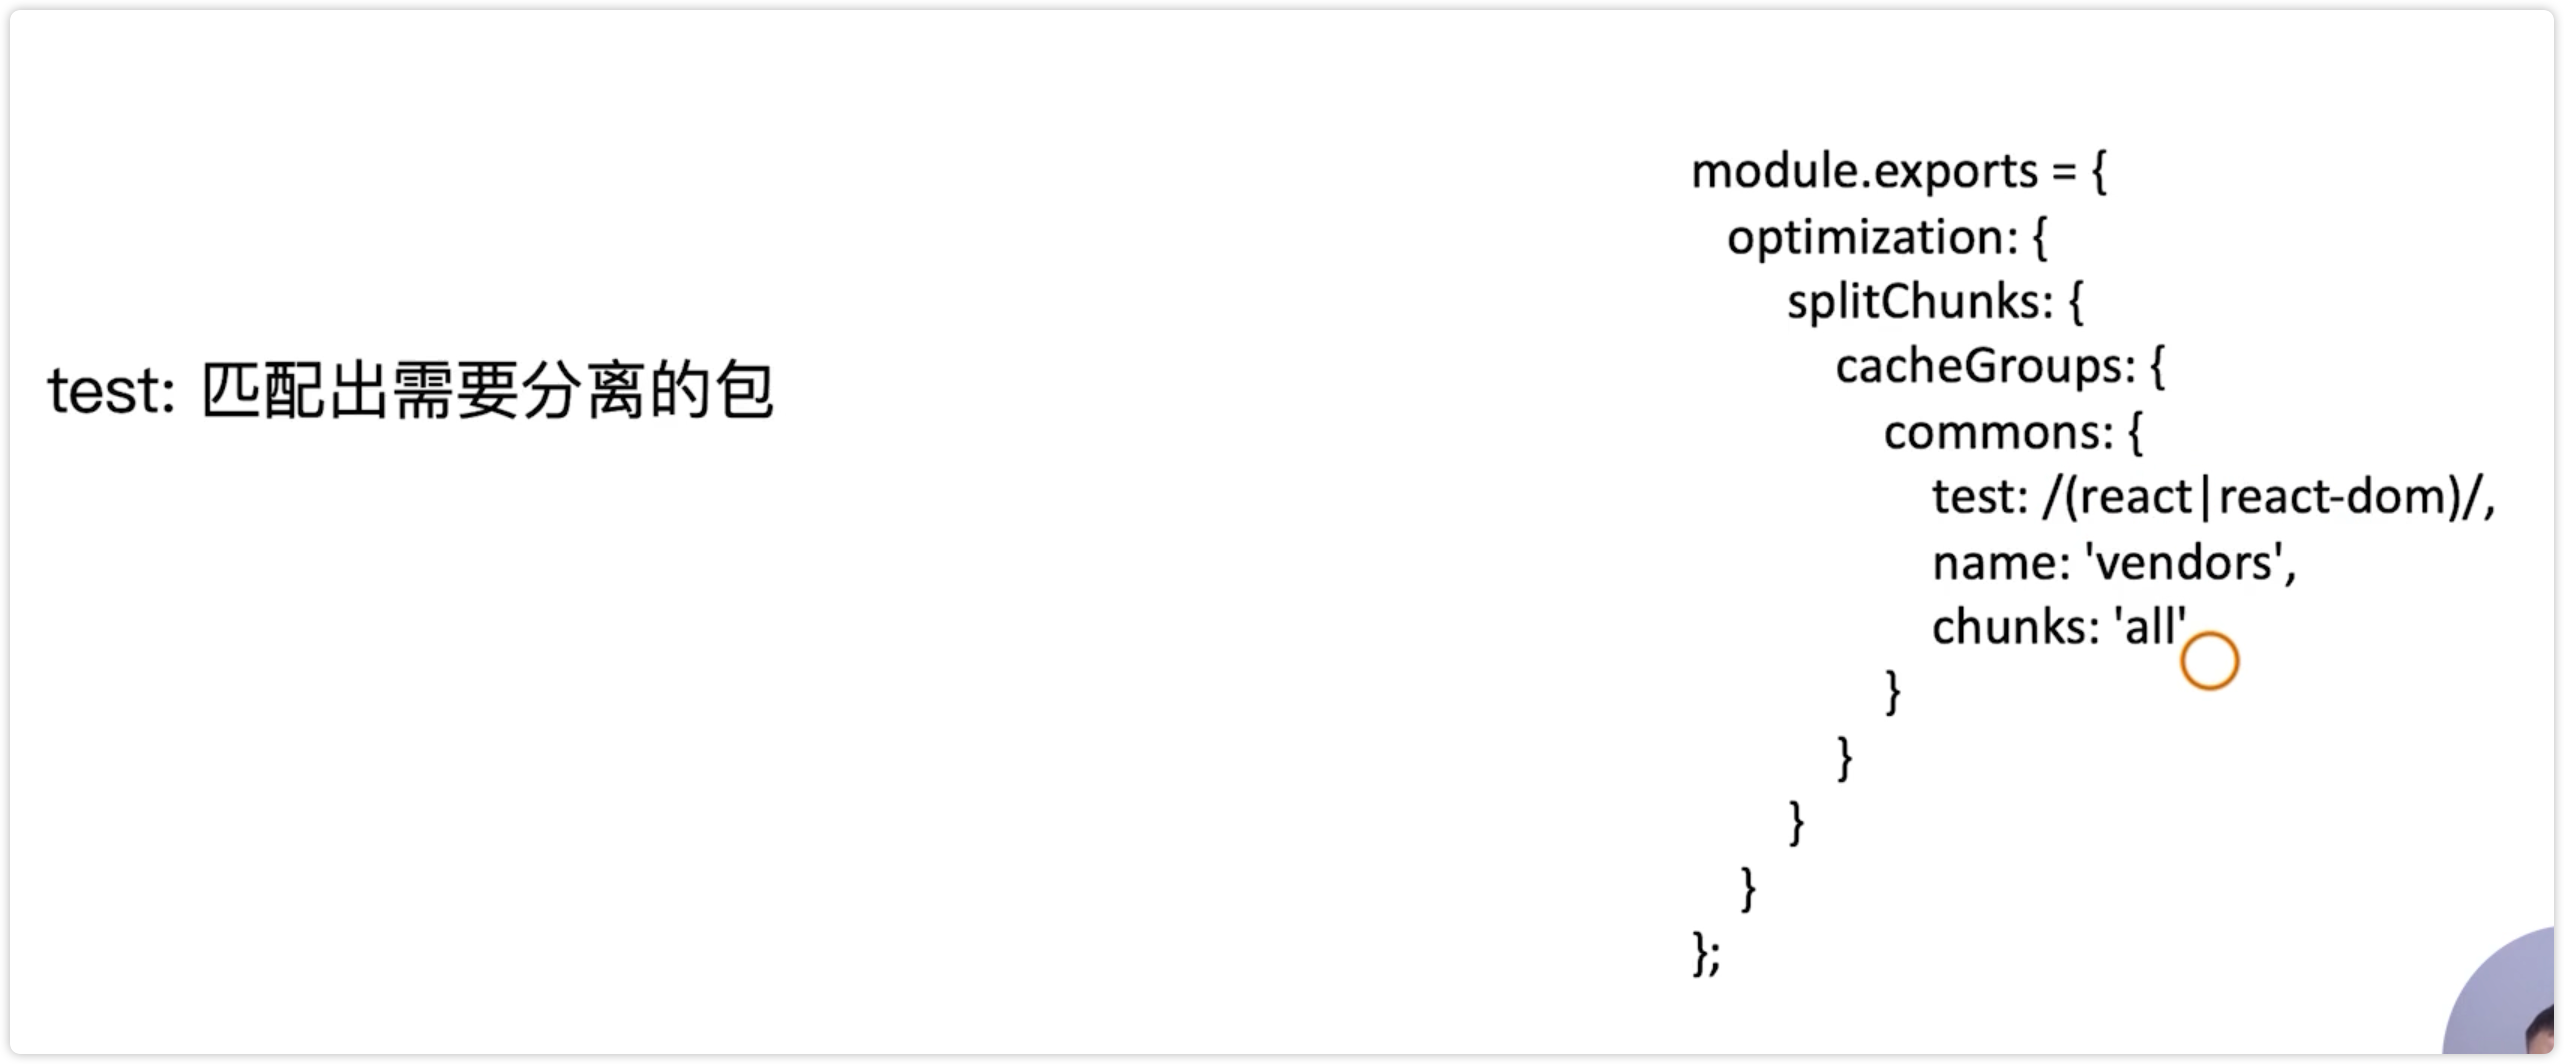 test: 匹配出需要分离的包
module.exports = {
optimization: {
splitChunks: {
cacheGroups: {
commons: {
test: /(react|react-dom)/,
name: 'vendors',
chunks: 'all'
}
}
}
}
};